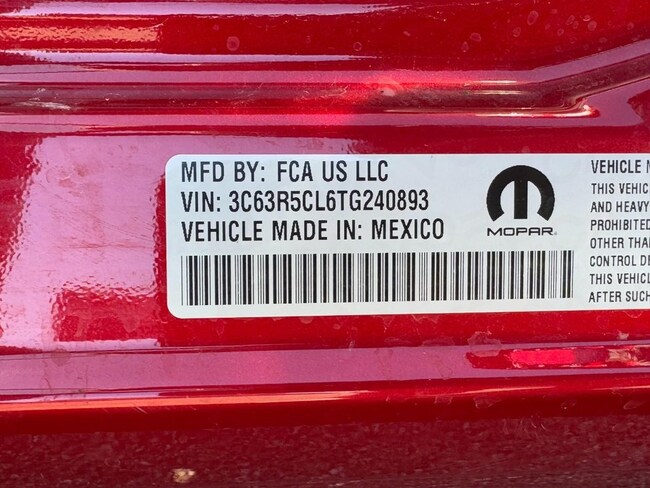 MFD BY: FCA US LLC
VIN: 3C63R5CL6TG240893
VEHICLE MADE IN: MEXICO
MOPAR
VEHICLE
THIS VEHIC
AND HEAVY
PROHIBITED
OTHER THA
CONTROL DE
THIS VEHICL
AFTER SUCH